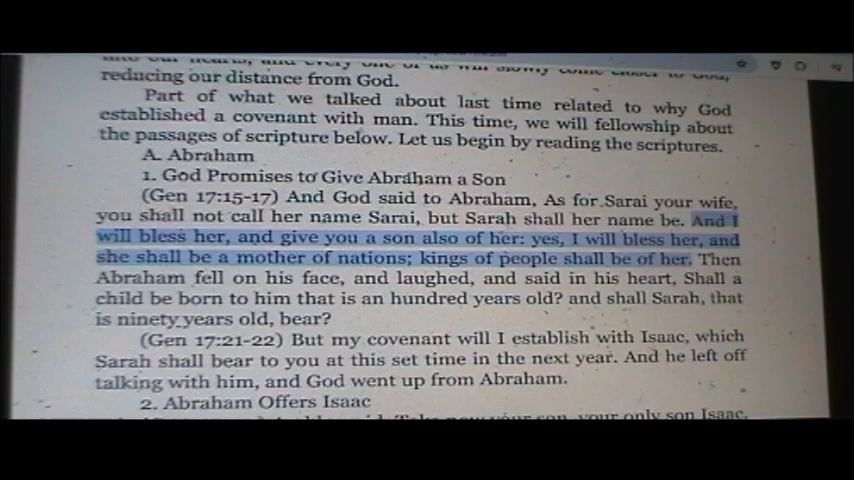 reducing our distance from God.
Part of what we talked about last time related to why God
established a covenant with man. This time, we will fellowship about
the passages of scripture below. Let us begin by reading the scriptures.
A. Abraham
1. God Promises to Give Abraham a Son
(Gen 17:15-17) And God said to Abraham, As for Sarai your wife,
you shall not call her name Sarai, but Sarah shall her name be. And I
will bless her, and give you a son also of her: yes, I will bless her, and
she shall be a mother of nations; kings of people shall be of her. Then
Abraham fell on his face, and laughed, and said in his heart, Shall a
child be born to him that is an hundred years old? and shall Sarah, that
is ninety years old, bear?
(Gen 17:21-22) But my covenant will I establish with Isaac, which
Sarah shall bear to you at this set time in the next year. And he left off
talking with him, and God went up from Abraham.
2. Abraham Offers Isaac
your son, your only son Isaac,